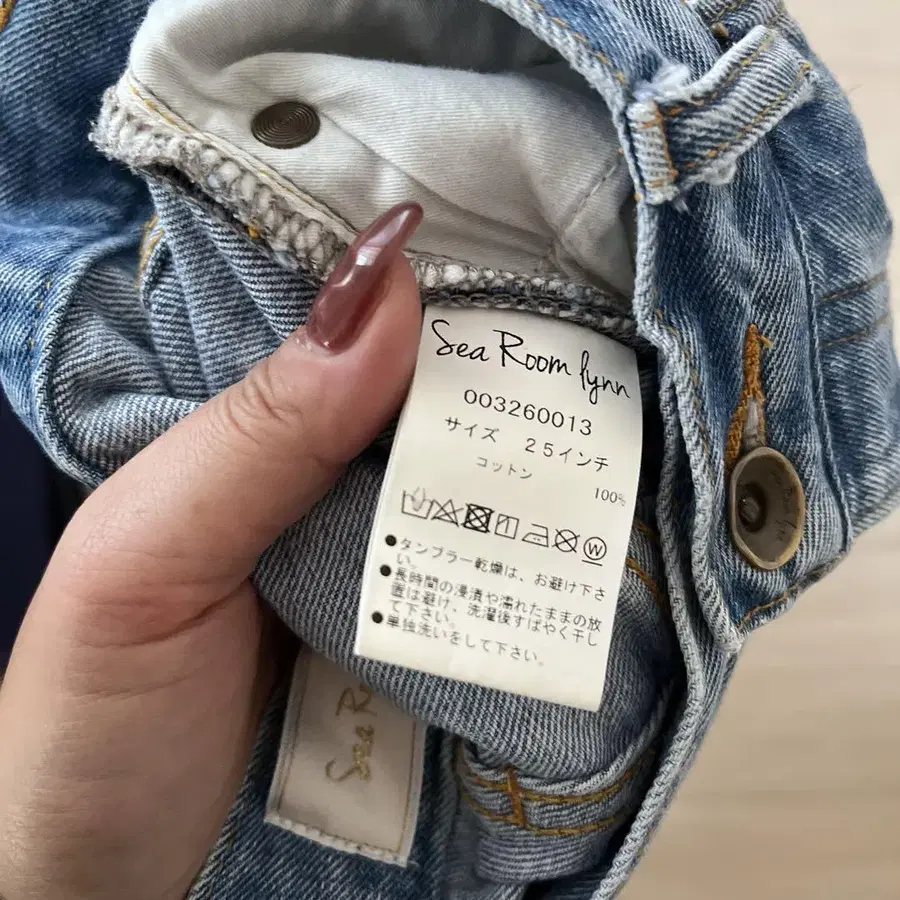 Sea Room lynn
003260013
サイズ 25インチ
コットン
100%
W
●タンブラー乾燥は、お避け下さ
い。
●長時間の浸漬や濡れたままの放
置は避け、洗濯後すばやく干し
て下さい。
●単独洗いをして下さい。
Sea R